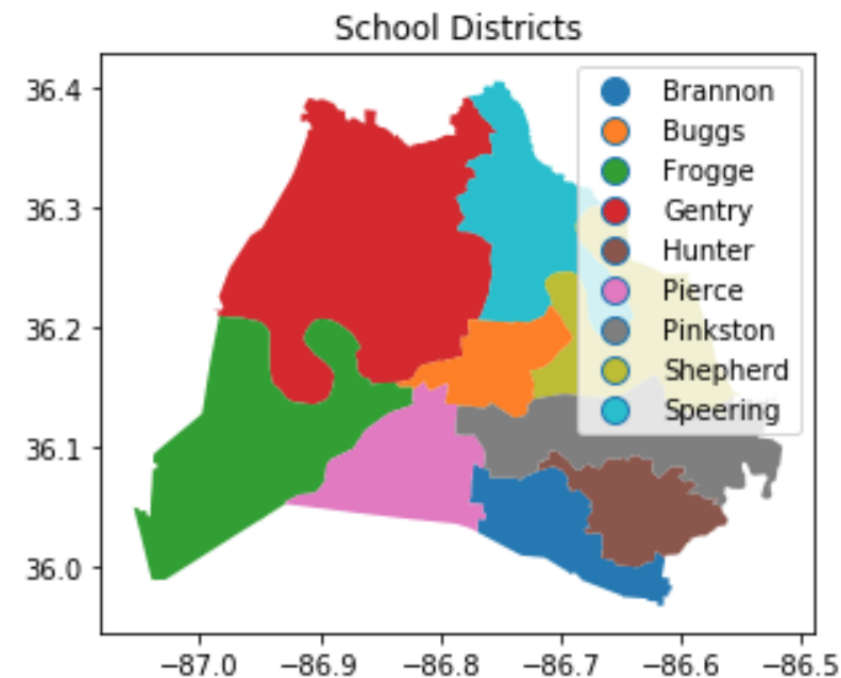 School Districts
36.4
36.3
36.2
36.1
36.0
Brannon
Buggs
Frogge
Gentry
Hunter
Pierce
Pinkston
Shepherd
Speering
−87.0 −86.9 −86.8 −86.7 −86.6 −86.5